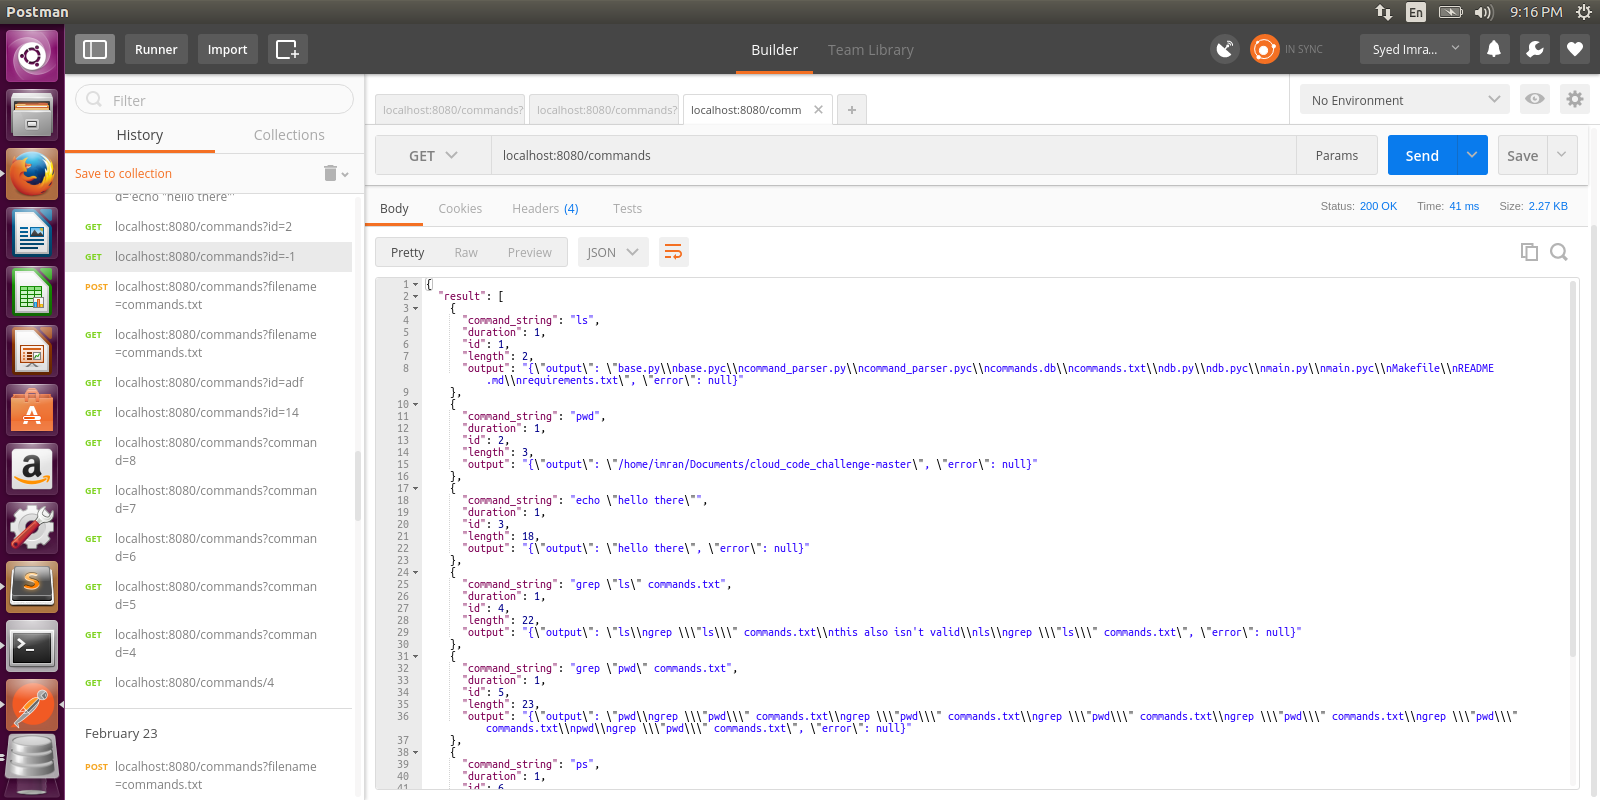 Postman
En
9:16 PM
Runner
Import
Builder
Team Library
IN SYNC
Syed Imra...
Filter
History
Collections
Save to collection
d='echo "hello there"'
GET localhost:8080/commands?id=2
GET localhost:8080/commands?id=-1
POST localhost:8080/commands?filename
=commands.txt
GET localhost:8080/commands?filename
=commands.txt
GET localhost:8080/commands?id=adf
GET localhost:8080/commands?id=14
GET localhost:8080/commands?comman
d=8
GET localhost:8080/commands?comman
d=7
GET localhost:8080/commands?comman
d=6
GET localhost:8080/commands?comman
d=5
GET localhost:8080/commands?comman
d=4
GET localhost:8080/commands/4
February 23
POST localhost:8080/commands?filename
=commands.txt
localhost:8080/commands?
localhost:8080/commands?
localhost:8080/comm
No Environment
GET
localhost:8080/commands
Params
Send
Save
Body
Cookies
Headers (4)
Tests
Status: 200 OK
Time: 41 ms
Size: 2.27 KB
Pretty
Raw
Preview
JSON
1 {
2 "result": [
3 {
4 "command_string": "ls",
5 "duration": 1,
6 "id": 1,
7 "length": 2,
8 "output": "{\"output\": \"base.py\\nbase.pyc\\ncommand_parser.py\\ncommand_parser.pyc\\ncommands.db\\ncommands.txt\\ndb.py\\ndb.pyc\\nmain.py\\nmain.pyc\\nMakefile\\nREADME
.md\\nrequirements.txt\", \"error\": null}"
9 },
10 {
11 "command_string": "pwd",
12 "duration": 1,
13 "id": 2,
14 "length": 3,
15 "output": "{\"output\": \"/home/imran/Documents/cloud_code_challenge-master\", \"error\": null}"
16 },
17 {
18 "command_string": "echo \"hello there\"",
19 "duration": 1,
20 "id": 3,
21 "length": 18,
22 "output": "{\"output\": \"hello there\", \"error\": null}"
23 },
24 {
25 "command_string": "grep \"ls\" commands.txt",
26 "duration": 1,
27 "id": 4,
28 "length": 22,
29 "output": "{\"output\": \"ls\\ngrep \\\"ls\\\" commands.txt\\nthis also isn't valid\\nls\\ngrep \\\"ls\\\" commands.txt\", \"error\": null}"
30 },
31 {
32 "command_string": "grep \"pwd\" commands.txt",
33 "duration": 1,
34 "id": 5,
35 "length": 23,
36 "output": "{\"output\": \"pwd\\ngrep \\\"pwd\\\" commands.txt\\ngrep \\\"pwd\\\" commands.txt\\ngrep \\\"pwd\\\" commands.txt\\ngrep \\\"pwd\\\" commands.txt\\ngrep \\\"pwd\\\"
commands.txt\\npwd\\ngrep \\\"pwd\\\" commands.txt\", \"error\": null}"
37 },
38 {
39 "command_string": "ps",
40 "duration": 1,
41 "id": 6,